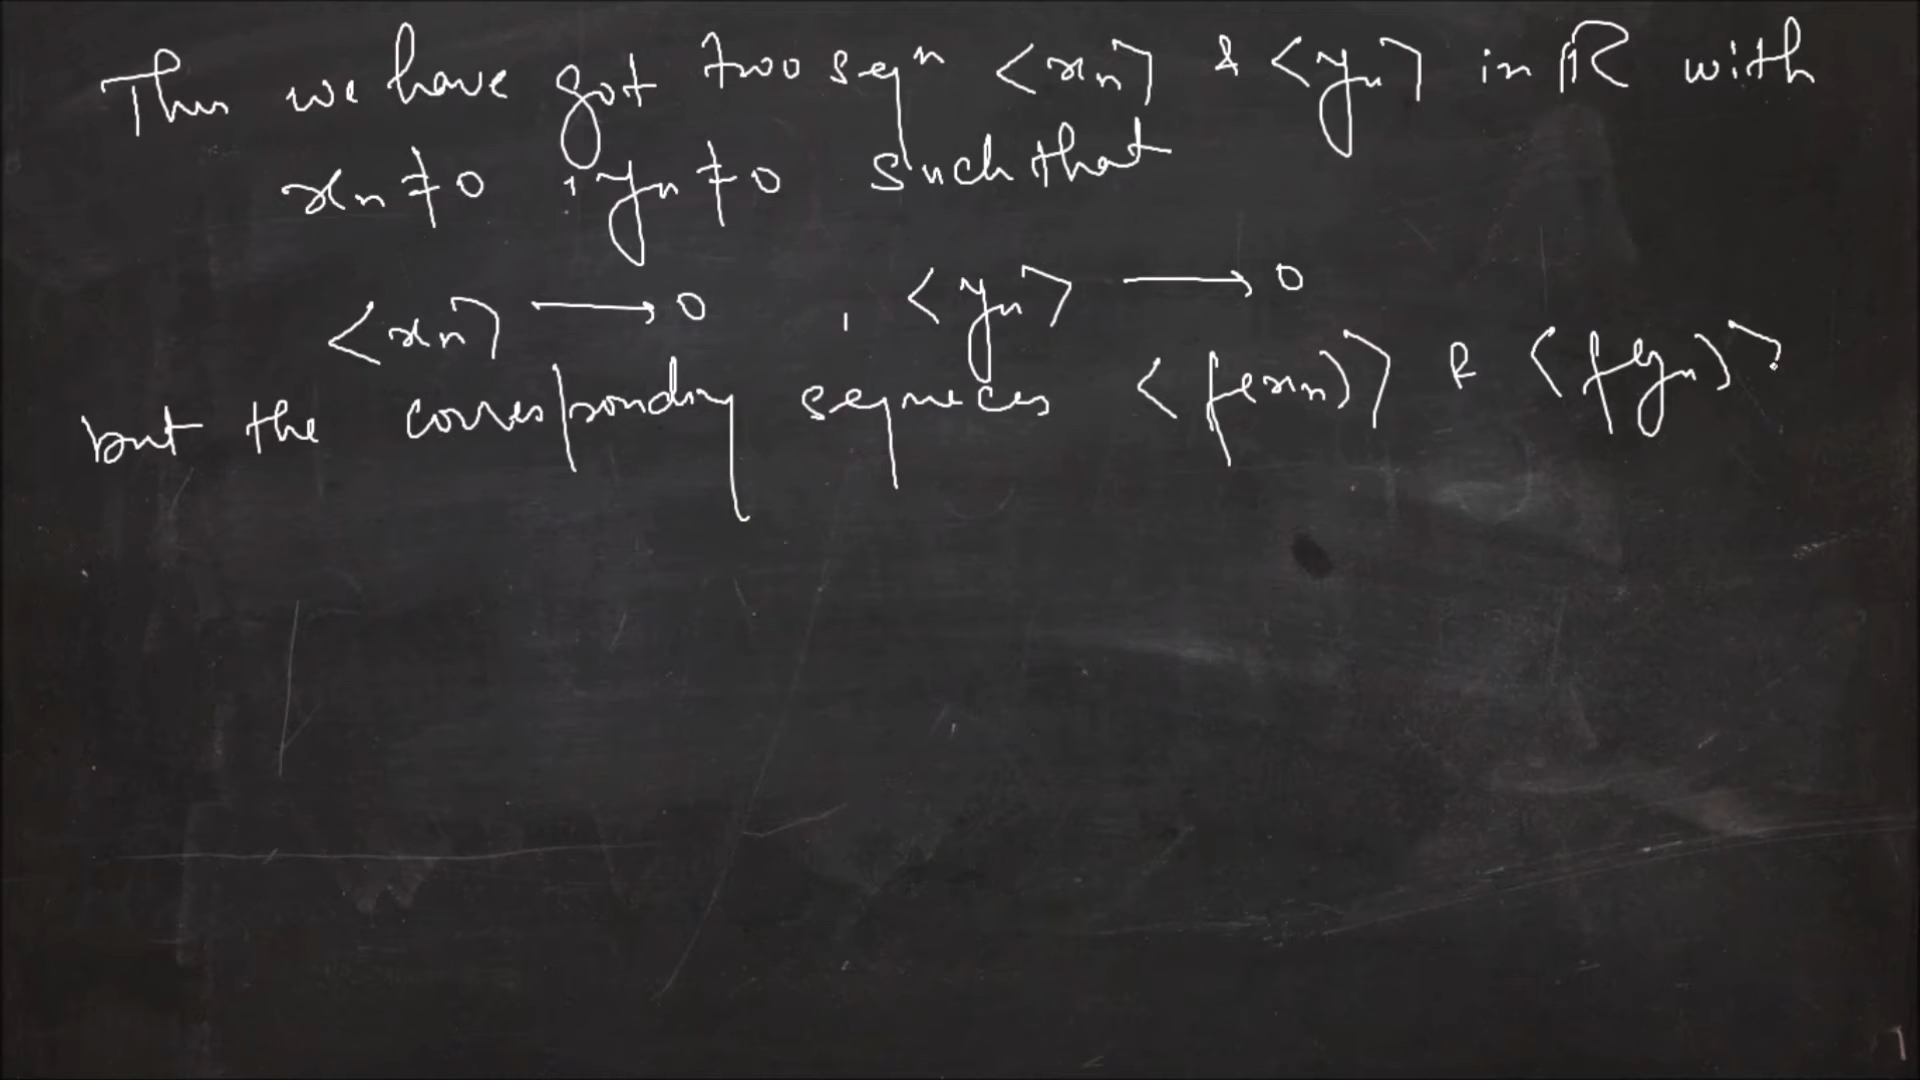 Thus we have got two seqn <xn> & <yn> in R with
xn ≠ 0 , yn ≠ 0 such that
<xn> → 0 , <yn> → 0
but the corresponding sequences <f(xn)> & <f(yn)>